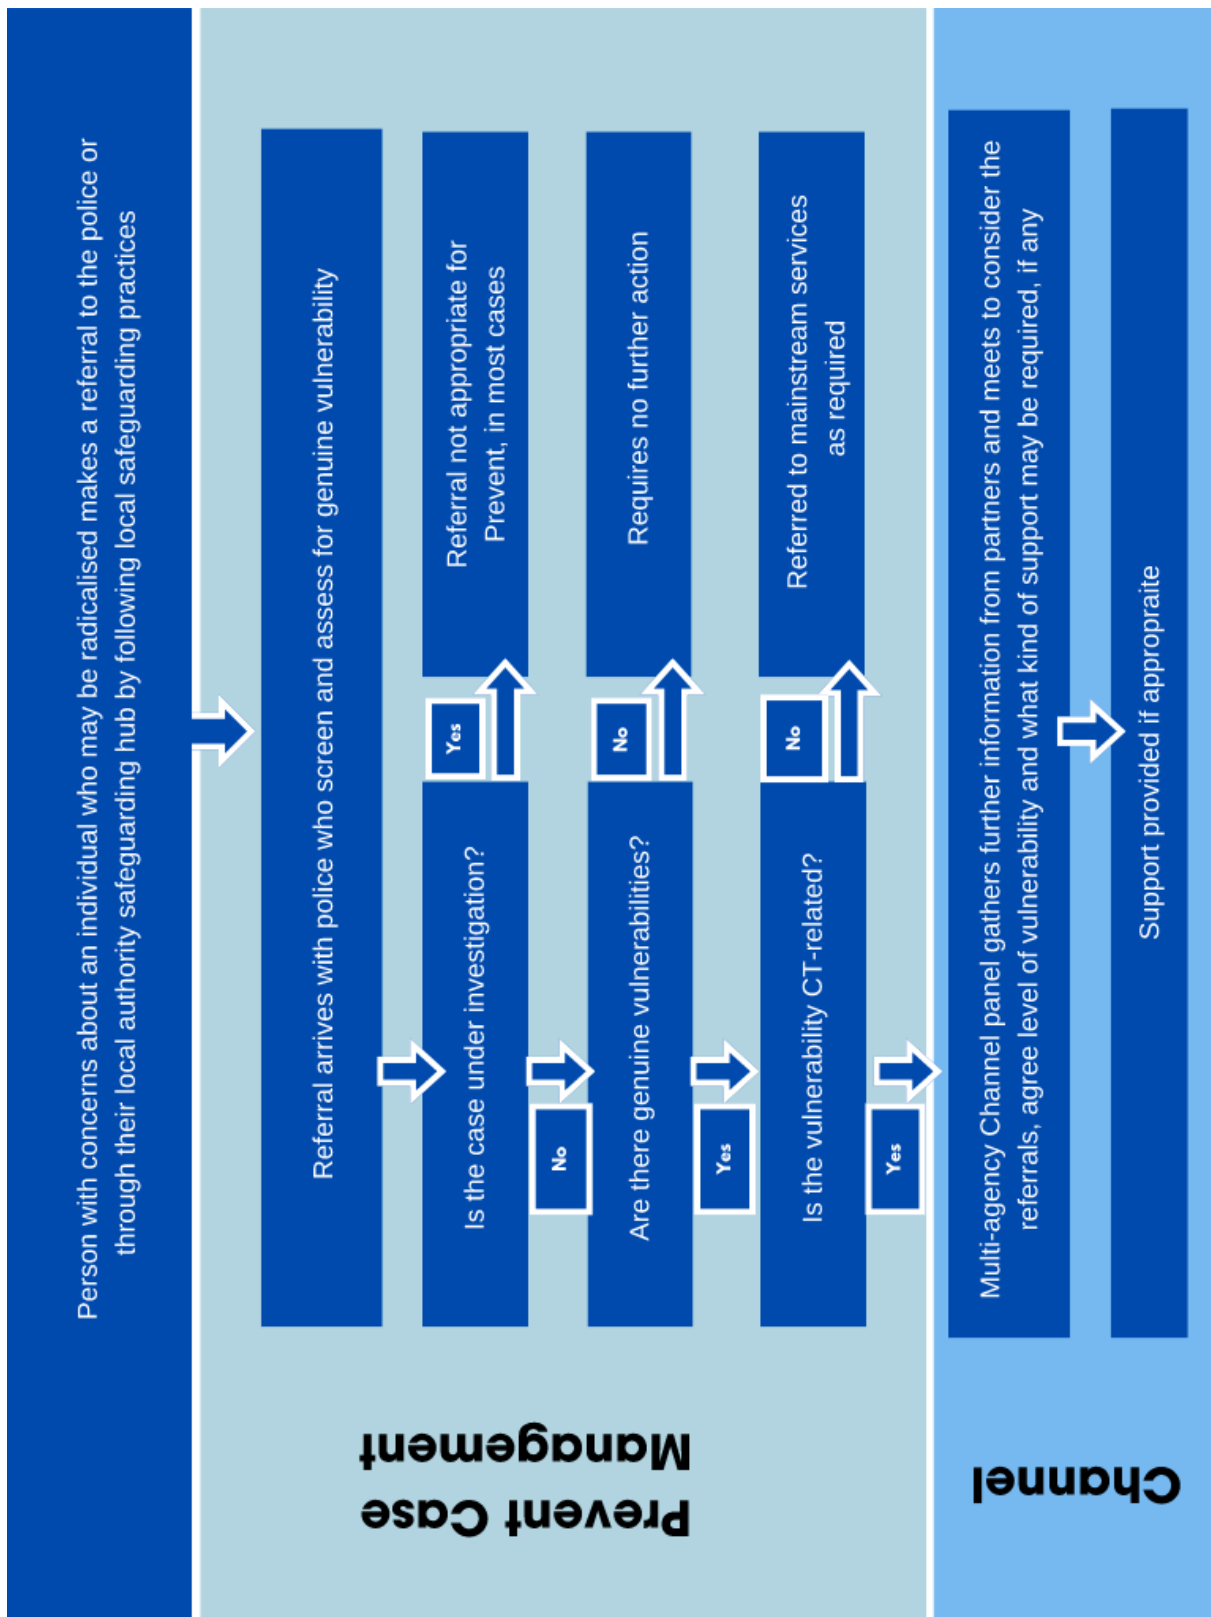 Person with concerns about an individual who may be radicalised makes a referral to the police or
through their local authority safeguarding hub by following local safeguarding practices
Prevent Case
Management
Referral arrives with police who screen and assess for genuine vulnerability
Is the case under investigation?
Yes
Referral not appropriate for
Prevent, in most cases
No
Are there genuine vulnerabilities?
No
Requires no further action
Yes
Is the vulnerability CT-related?
No
Referred to mainstream services
as required
Yes
Channel
Multi-agency Channel panel gathers further information from partners and meets to consider the
referrals, agree level of vulnerability and what kind of support may be required, if any
Support provided if appropraite